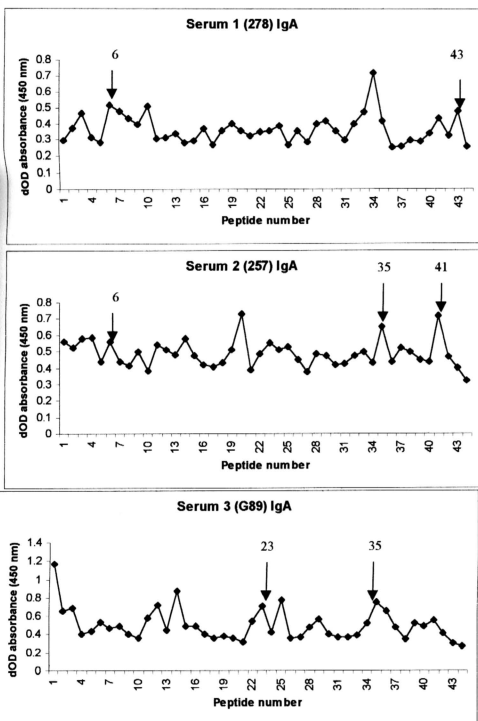 Serum 1 (278) IgA
6
43
dOD absorbance (450 nm)
0.8
0.7
0.6
0.5
0.4
0.3
0.2
0.1
0
1 4 7 10 13 16 19 22 25 28 31 34 37 40 43
Peptide number
Serum 2 (257) IgA
6
35
41
dOD absorbance (450 nm)
0.8
0.7
0.6
0.5
0.4
0.3
0.2
0.1
0
1 4 7 10 13 16 19 22 25 28 31 34 37 40 43
Peptide number
Serum 3 (G89) IgA
23
35
dOD absorbance (450 nm)
1.4
1.2
1
0.8
0.6
0.4
0.2
0
1 4 7 10 13 16 19 22 25 28 31 34 37 40 43
Peptide number